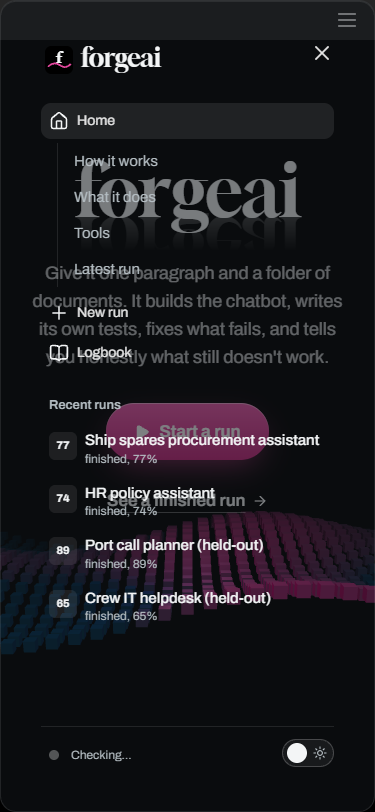 forgeai
Home
How it works
What it does
Tools
Latest run
New run
Logbook
Recent runs
77
Ship spares procurement assistant
finished, 77%
74
HR policy assistant
finished, 74%
89
Port call planner (held-out)
finished, 89%
65
Crew IT helpdesk (held-out)
finished, 65%
Checking...
forgeai
Give it one paragraph and a folder of
documents. It builds the chatbot, writes
its own tests, fixes what fails, and tells
you honestly what still doesn't work.
Start a run
See a finished run →